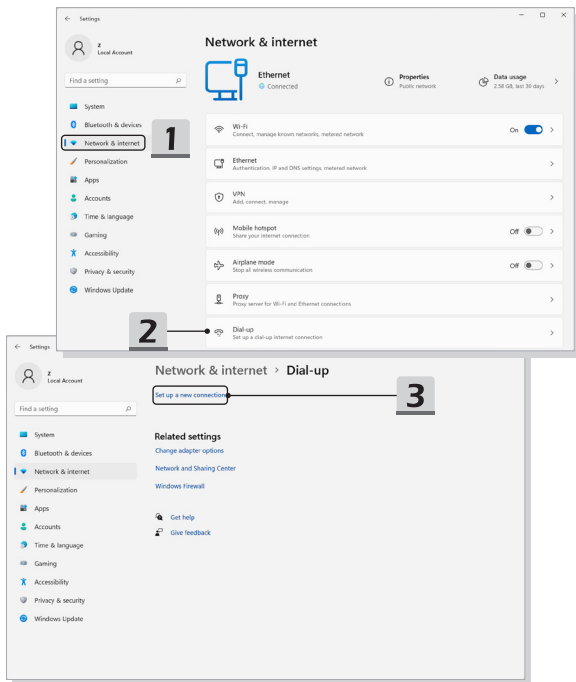 Settings
z
Local Account
Find a setting
System
Bluetooth & devices
Network & internet
Personalization
Apps
Accounts
Time & language
Gaming
Accessibility
Privacy & security
Windows Update
1
2
Network & internet
Ethernet
Connected
Properties
Public network
Data usage
2.58 GB, last 30 days
Wi-Fi
Connect, manage known networks, metered network
On
Ethernet
Authentication, IP and DNS settings, metered network
VPN
Add, connect, manage
Mobile hotspot
Share your internet connection
Off
Airplane mode
Stop all wireless communication
Off
Proxy
Proxy server for Wi-Fi and Ethernet connections
Dial-up
Set up a dial-up internet connection
Settings
z
Local Account
Find a setting
System
Bluetooth & devices
Network & internet
Personalization
Apps
Accounts
Time & language
Gaming
Accessibility
Privacy & security
Windows Update
Network & internet > Dial-up
Set up a new connection
3
Related settings
Change adapter options
Network and Sharing Center
Windows Firewall
Get help
Give feedback